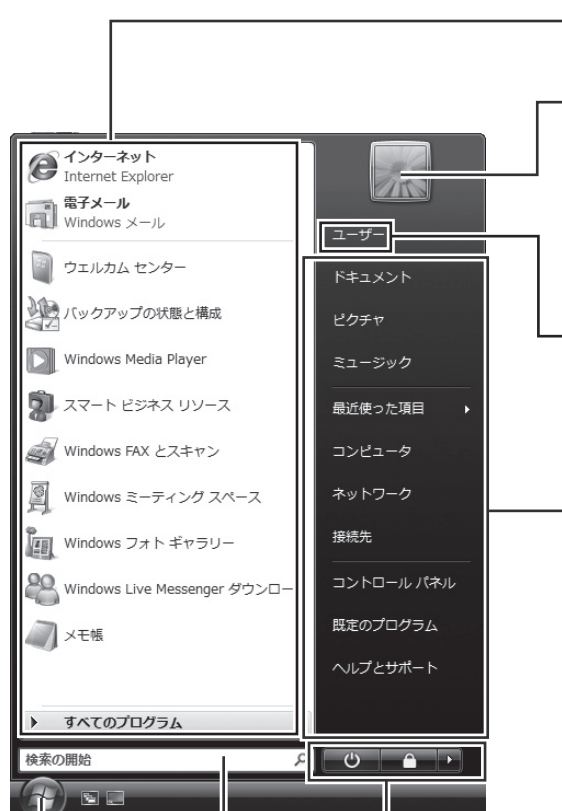 インターネット
Internet Explorer
電子メール
Windows メール
ウェルカム センター
バックアップの状態と構成
Windows Media Player
スマート ビジネス リソース
Windows FAX とスキャン
Windows ミーティング スペース
Windows フォト ギャラリー
Windows Live Messenger ダウンロー
メモ帳
すべてのプログラム
検索の開始
ユーザー
ドキュメント
ピクチャ
ミュージック
最近使った項目
コンピュータ
ネットワーク
接続先
コントロール パネル
既定のプログラム
ヘルプとサポート